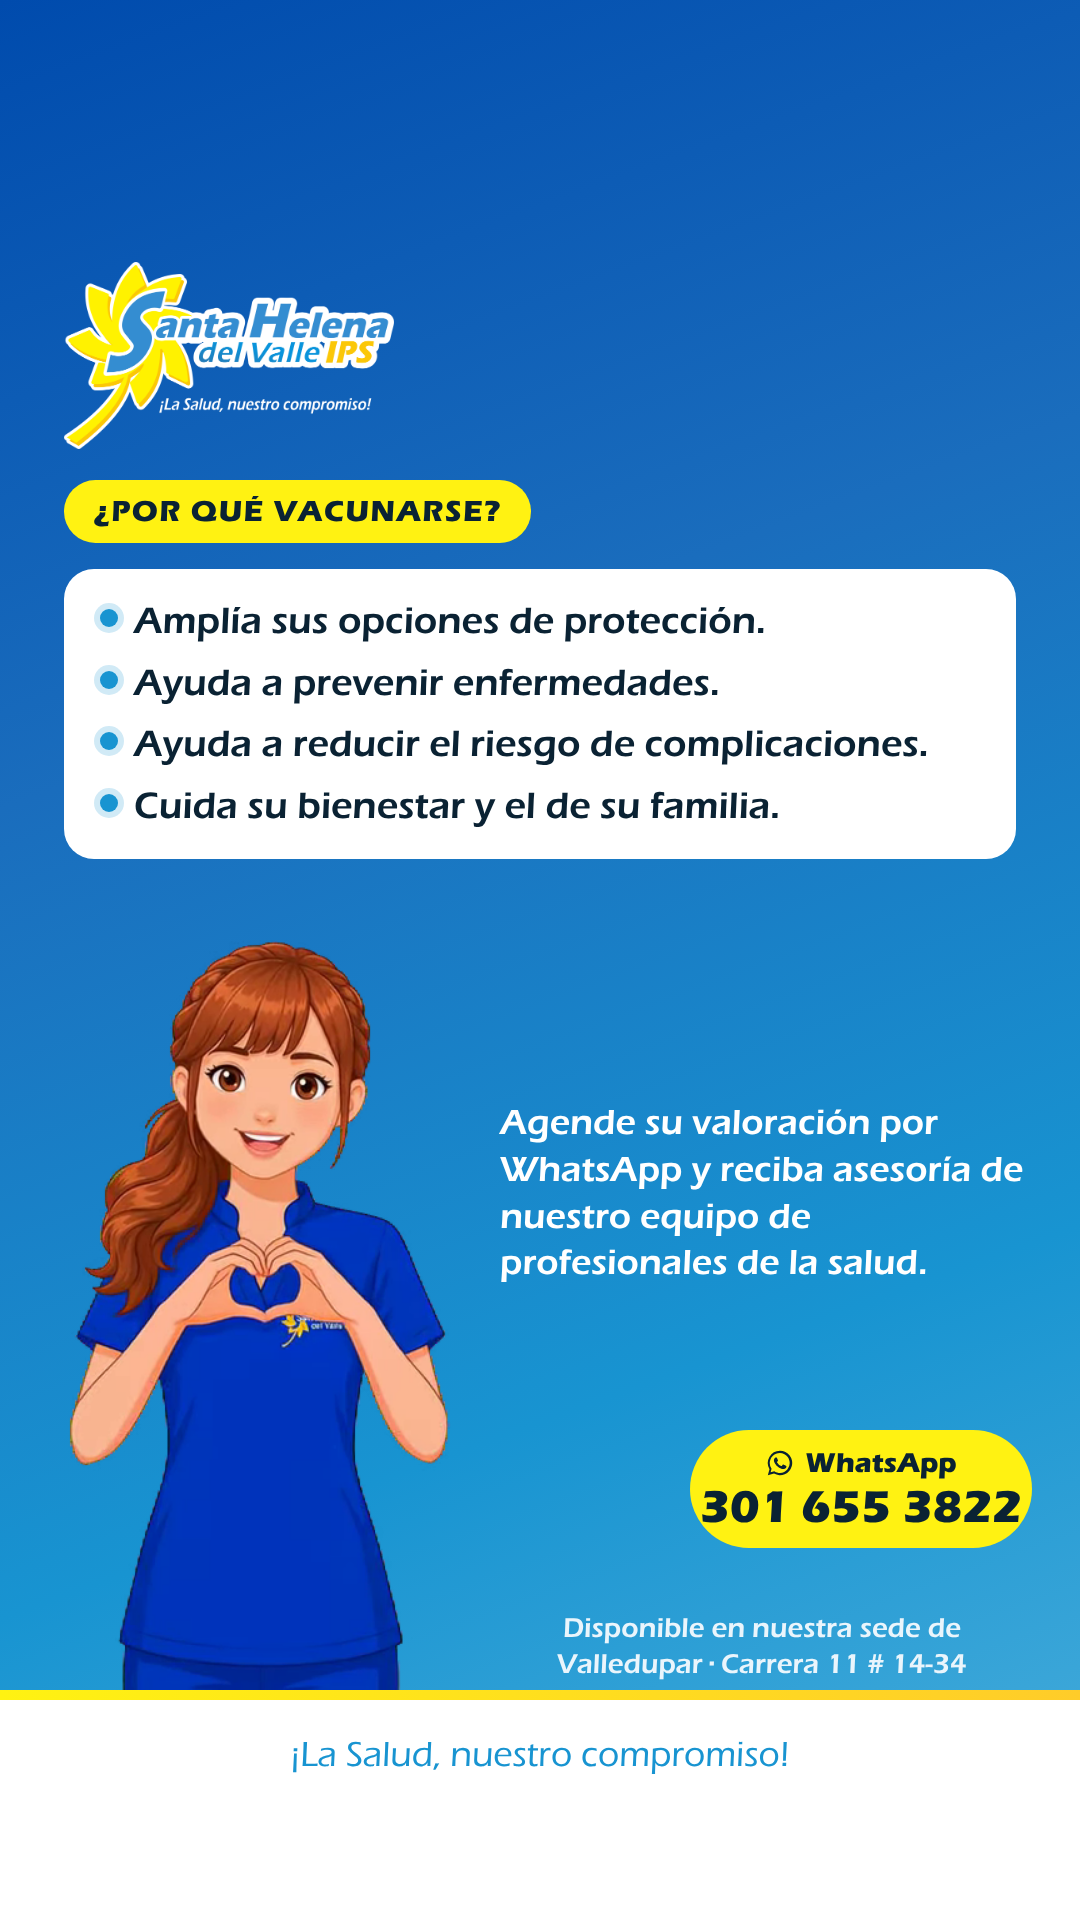 Santa Helena
del Valle IPS
¡La Salud, nuestro compromiso!
¿POR QUÉ VACUNARSE?
Amplía sus opciones de protección.
Ayuda a prevenir enfermedades.
Ayuda a reducir el riesgo de complicaciones.
Cuida su bienestar y el de su familia.
Agende su valoración por
WhatsApp y reciba asesoría de
nuestro equipo de
profesionales de la salud.
del Valle
WhatsApp
301 655 3822
Disponible en nuestra sede de
Valledupar · Carrera 11 # 14-34
¡La Salud, nuestro compromiso!